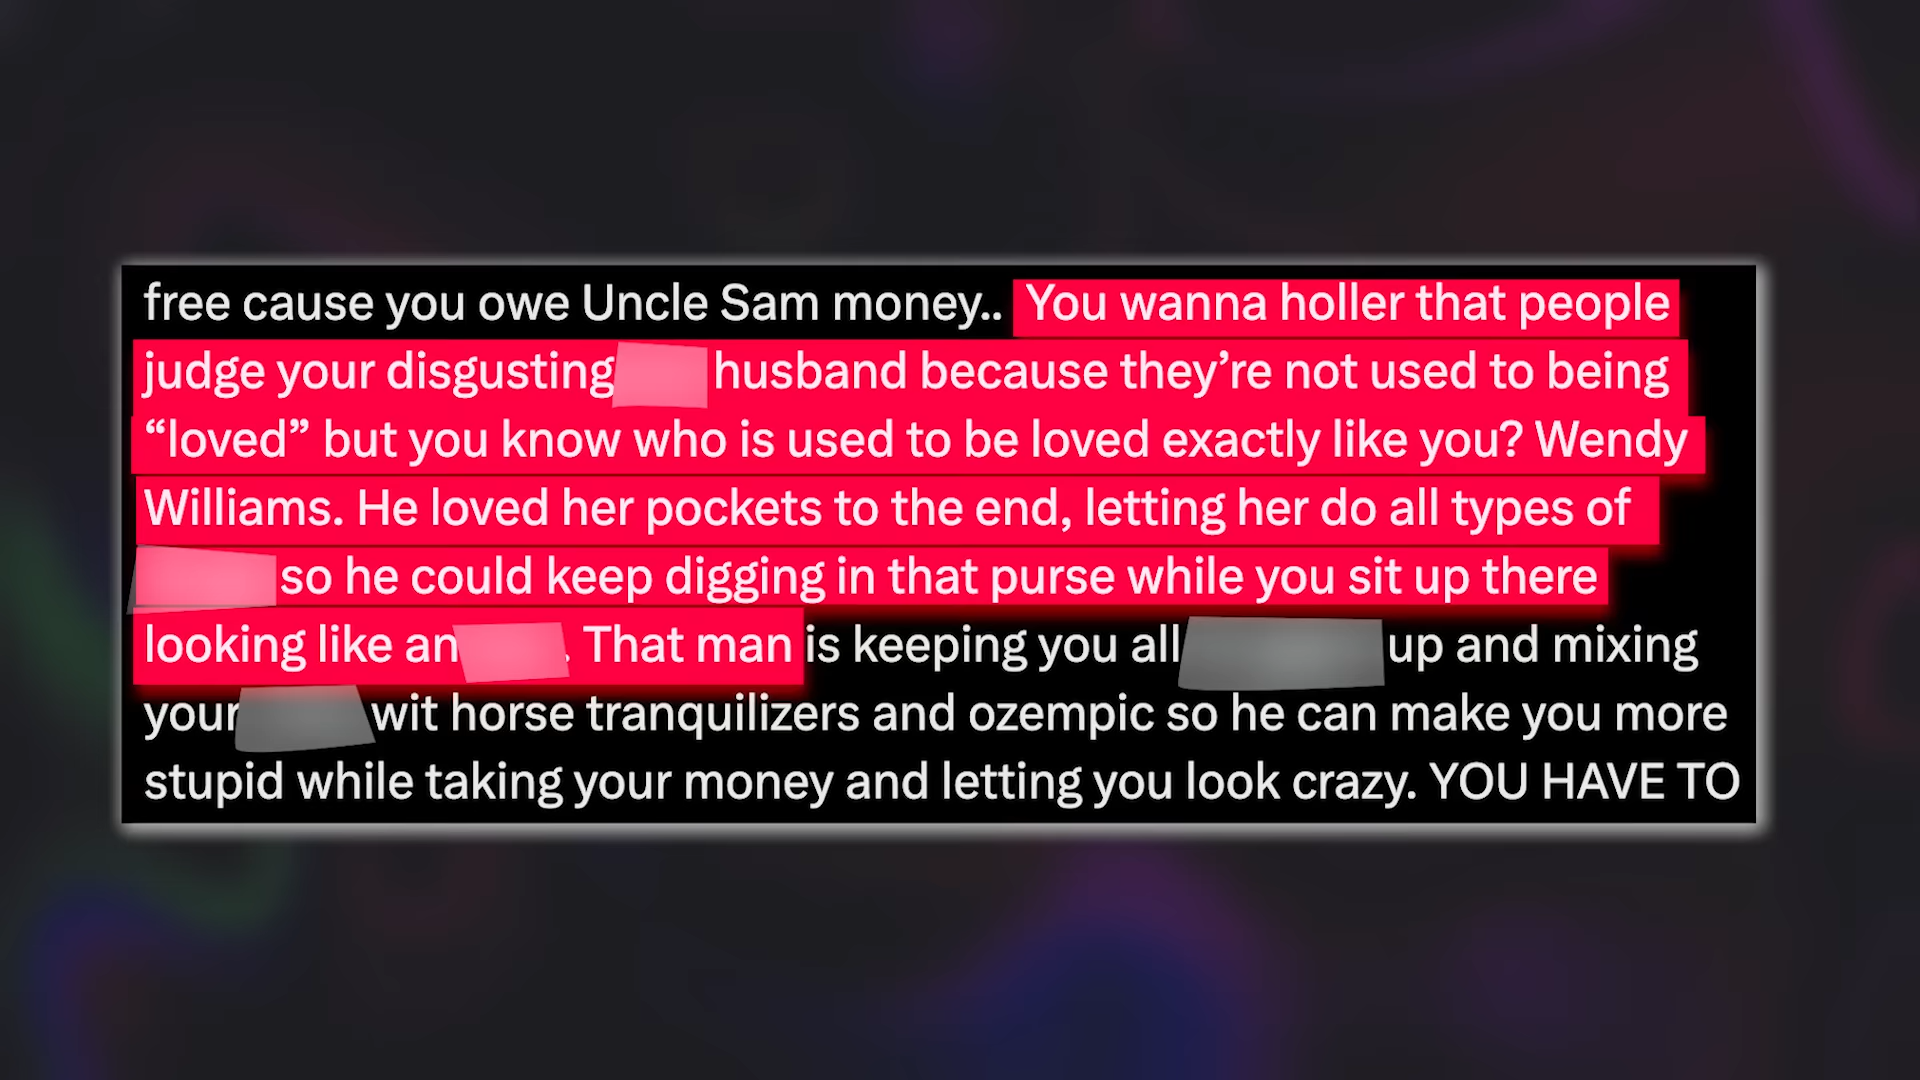 free cause you owe Uncle Sam money.. You wanna holler that people
judge your disgusting husband because they’re not used to being
“loved” but you know who is used to be loved exactly like you? Wendy
Williams. He loved her pockets to the end, letting her do all types of
so he could keep digging in that purse while you sit up there
looking like an . That man is keeping you all up and mixing
your wit horse tranquilizers and ozempic so he can make you more
stupid while taking your money and letting you look crazy. YOU HAVE TO